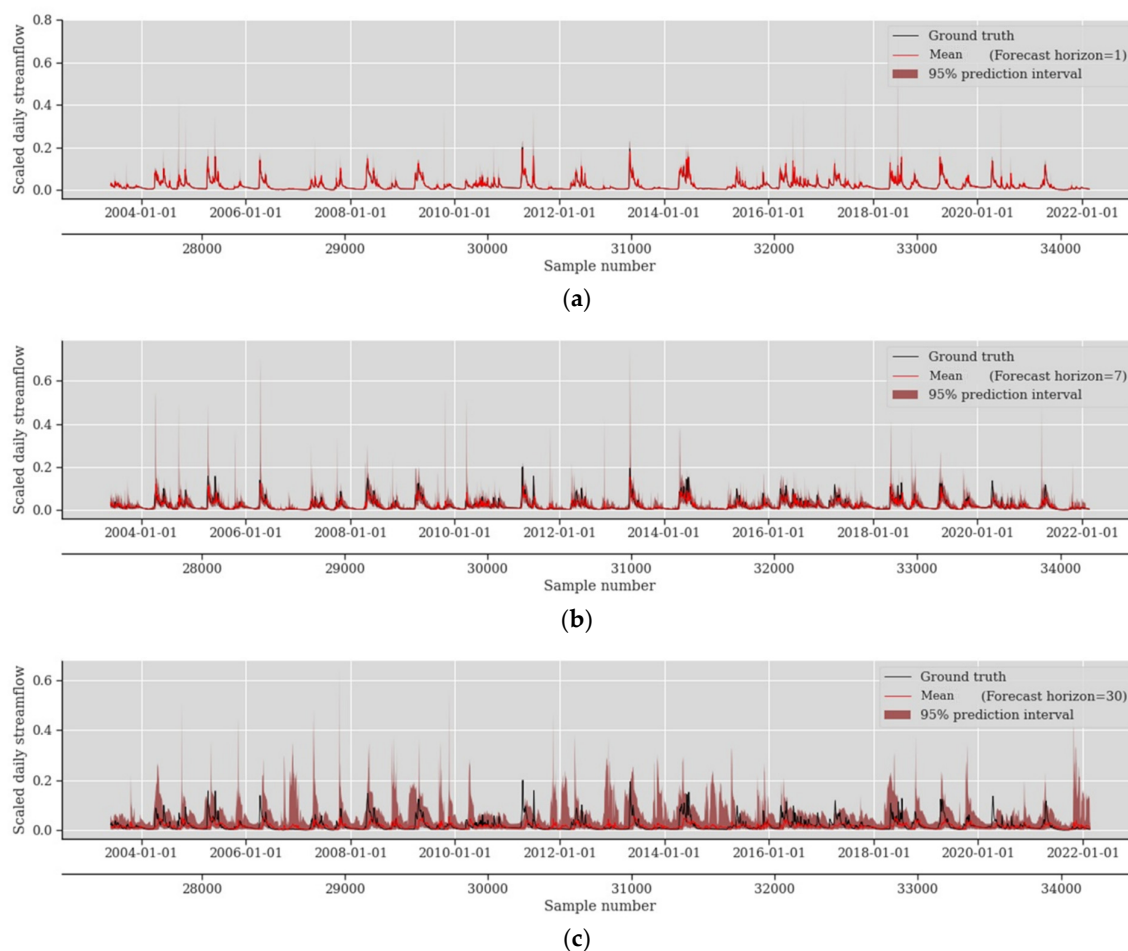 0.8
0.6
0.4
0.2
0.0
Scaled daily streamflow
Ground truth
Mean (Forecast horizon=1)
95% prediction interval
2004-01-01 2006-01-01 2008-01-01 2010-01-01 2012-01-01 2014-01-01 2016-01-01 2018-01-01 2020-01-01 2022-01-01
28000 29000 30000 31000 32000 33000 34000
Sample number
(a)
0.6
0.4
0.2
0.0
Scaled daily streamflow
Ground truth
Mean (Forecast horizon=7)
95% prediction interval
2004-01-01 2006-01-01 2008-01-01 2010-01-01 2012-01-01 2014-01-01 2016-01-01 2018-01-01 2020-01-01 2022-01-01
28000 29000 30000 31000 32000 33000 34000
Sample number
(b)
0.6
0.4
0.2
0.0
Scaled daily streamflow
Ground truth
Mean (Forecast horizon=30)
95% prediction interval
2004-01-01 2006-01-01 2008-01-01 2010-01-01 2012-01-01 2014-01-01 2016-01-01 2018-01-01 2020-01-01 2022-01-01
28000 29000 30000 31000 32000 33000 34000
Sample number
(c)